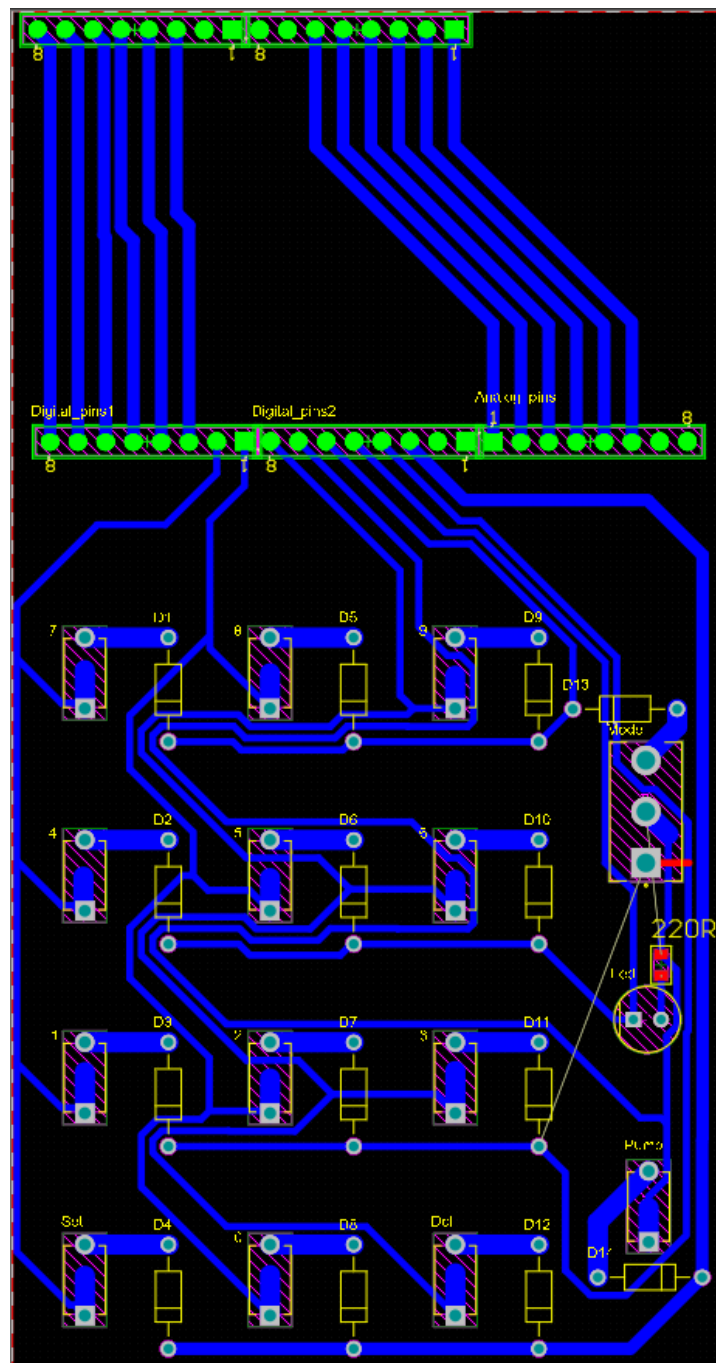 8 1 8 1
Analog_pins
Digital_pins1 Digital_pins2 1 8
8 1 8 1
7 D1 8 D5 9 D9
D13
Mode
4 D2 5 D6 6 D10
220R
Led
1 D3 2 D7 3 D11
Pump
Set D4 0 D8 Del D12
D14